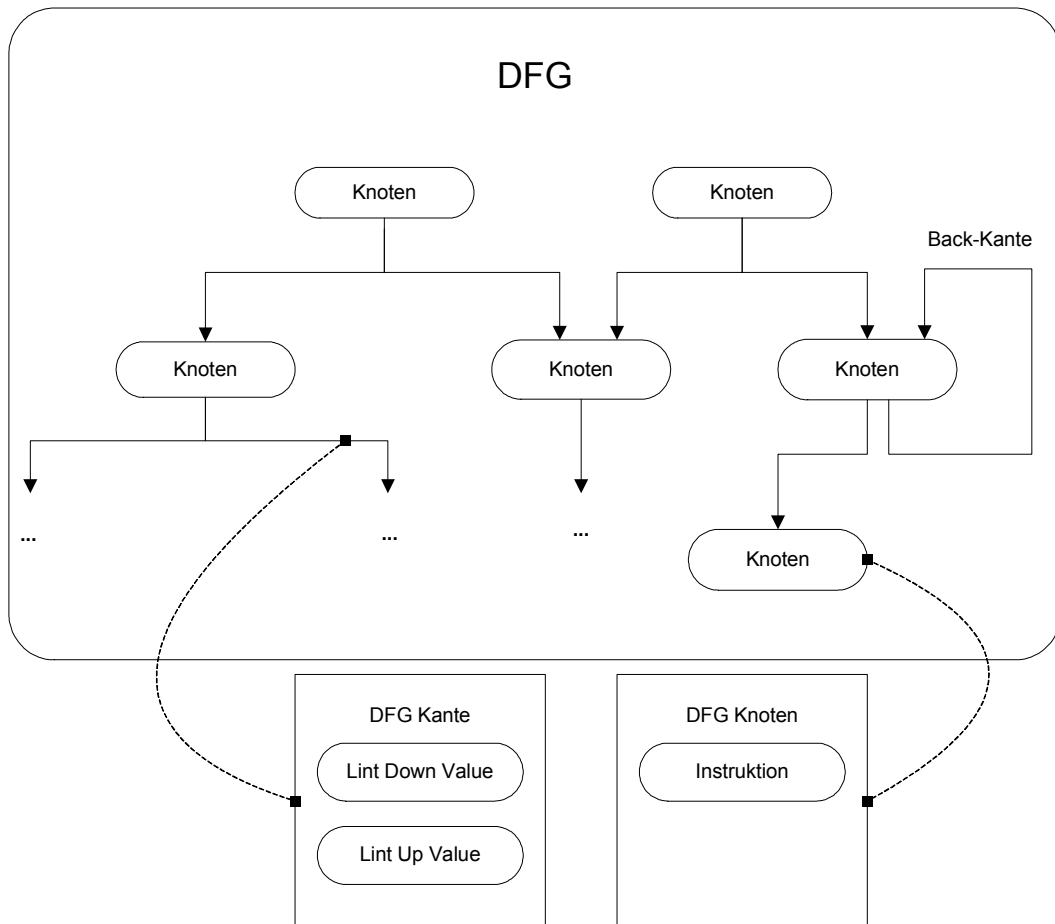 DFG
Knoten
Knoten
Back-Kante
Knoten
Knoten
Knoten
...
...
...
Knoten
DFG Kante
DFG Knoten
Lint Down Value
Instruktion
Lint Up Value